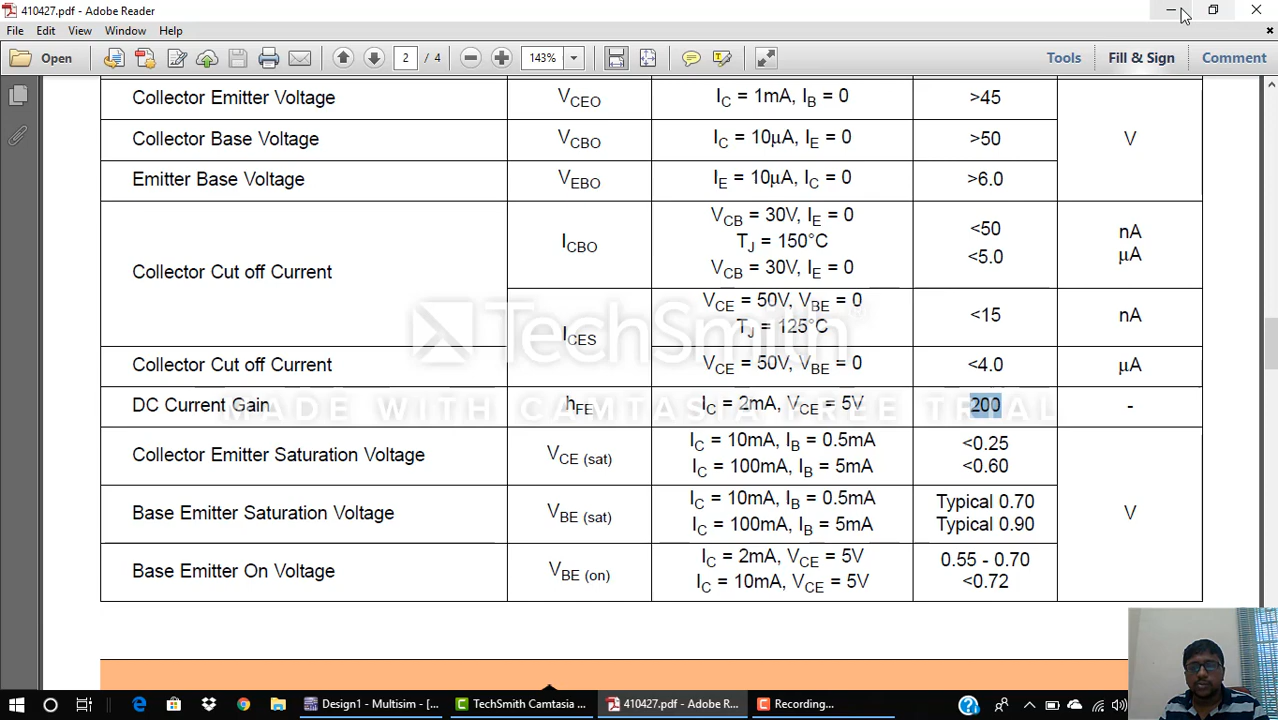 410427.pdf - Adobe Reader
File Edit View Window Help
Open 2 / 4 143% Tools Fill & Sign Comment
Collector Emitter Voltage VCEO IC = 1mA, IB = 0 >45
Collector Base Voltage VCBO IC = 10µA, IE = 0 >50 V
Emitter Base Voltage VEBO IE = 10µA, IC = 0 >6.0
Collector Cut off Current ICBO
VCB = 30V, IE = 0 <50 nA
TJ = 150°C
VCB = 30V, IE = 0 <5.0 µA
ICES
VCE = 50V, VBE = 0
TJ = 125°C <15 nA
Collector Cut off Current VCE = 50V, VBE = 0 <4.0 µA
TechSmith
MADE WITH CAMTASIA FREE TRIAL
DC Current Gain hFE IC = 2mA, VCE = 5V 200 -
Collector Emitter Saturation Voltage VCE (sat)
IC = 10mA, IB = 0.5mA <0.25
IC = 100mA, IB = 5mA <0.60
Base Emitter Saturation Voltage VBE (sat) V
IC = 10mA, IB = 0.5mA Typical 0.70
IC = 100mA, IB = 5mA Typical 0.90
Base Emitter On Voltage VBE (on)
IC = 2mA, VCE = 5V 0.55 - 0.70
IC = 10mA, VCE = 5V <0.72
Design1 - Multisim - [... TechSmith Camtasia ... 410427.pdf - Adobe R... Recording...